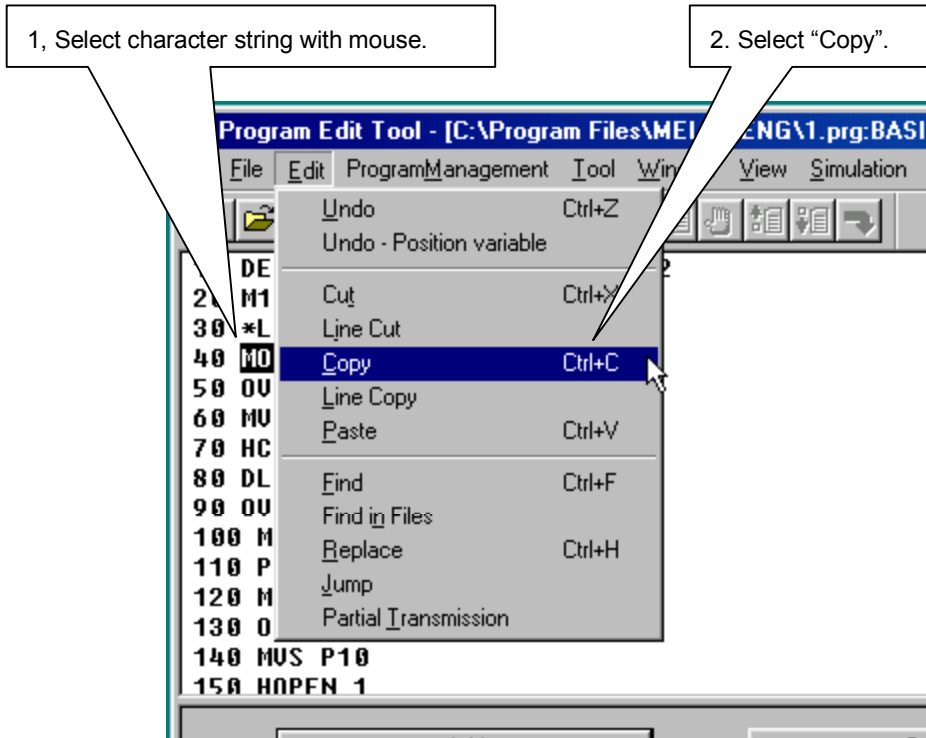 1, Select character string with mouse.
2. Select “Copy”.
Program Edit Tool - [C:\Program Files\MEL ENG\1.prg:BASI
File Edit ProgramManagement Tool View Simulation
Undo Ctrl+Z
Undo - Position variable
Cut Ctrl+X
Line Cut
Copy Ctrl+C
Line Copy
Paste Ctrl+V
Find Ctrl+F
Find in Files
Replace Ctrl+H
Jump
Partial Transmission
DE 2
20 M1
30 *L
40 MO
50 OV
60 MV
70 HC
80 DL
90 OV
100 M
110 P
120 M
130 O
140 MVS P10
150 HOPEN 1